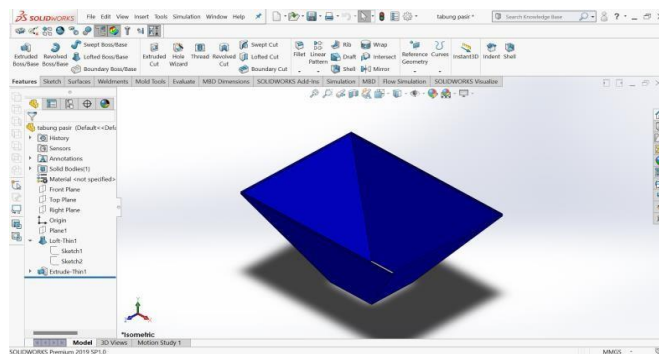 SOLIDWORKS File Edit View Insert Tools Simulation Window Help tabung pasir * Search Knowledge Base
Extruded Boss/Base
Revolved Boss/Base
Swept Boss/Base
Lofted Boss/Base
Boundary Boss/Base
Extruded Cut
Hole Wizard
Thread
Revolved Cut
Swept Cut
Lofted Cut
Boundary Cut
Fillet
Linear Pattern
Rib
Draft
Shell
Wrap
Intersect
Mirror
Reference Geometry
Curves
Instant3D
Indent
Shell
Features Sketch Surfaces Weldments Mold Tools Evaluate MBD Dimensions SOLIDWORKS Add-Ins Simulation MBD Flow Simulation SOLIDWORKS Visualize
tabung pasir (Default<<Def
History
Sensors
Annotations
Solid Bodies(1)
Material <not specified>
Front Plane
Top Plane
Right Plane
Origin
Plane1
Loft-Thin1
Sketch1
Sketch2
Extrude-Thin1
*Isometric
Model 3D Views Motion Study 1
SOLIDWORKS Premium 2019 SP1.0 MMGS